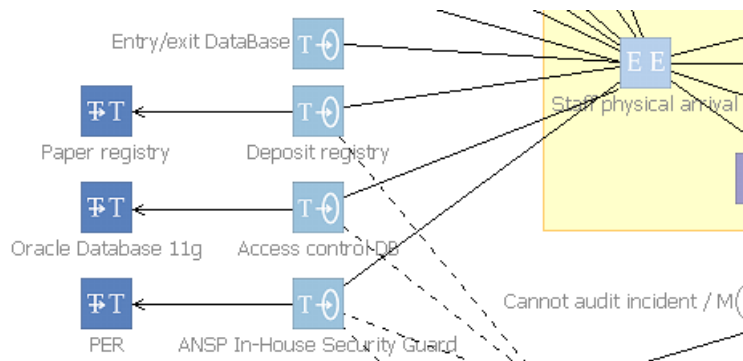 Entry/exit DataBase
T
E E
Staff physical arrival
T T
T
Paper registry
Deposit registry
T T
T
Oracle Database 11g
Access control DB
Cannot audit incident / M
T T
T
PER
ANSP In-House Security Guard